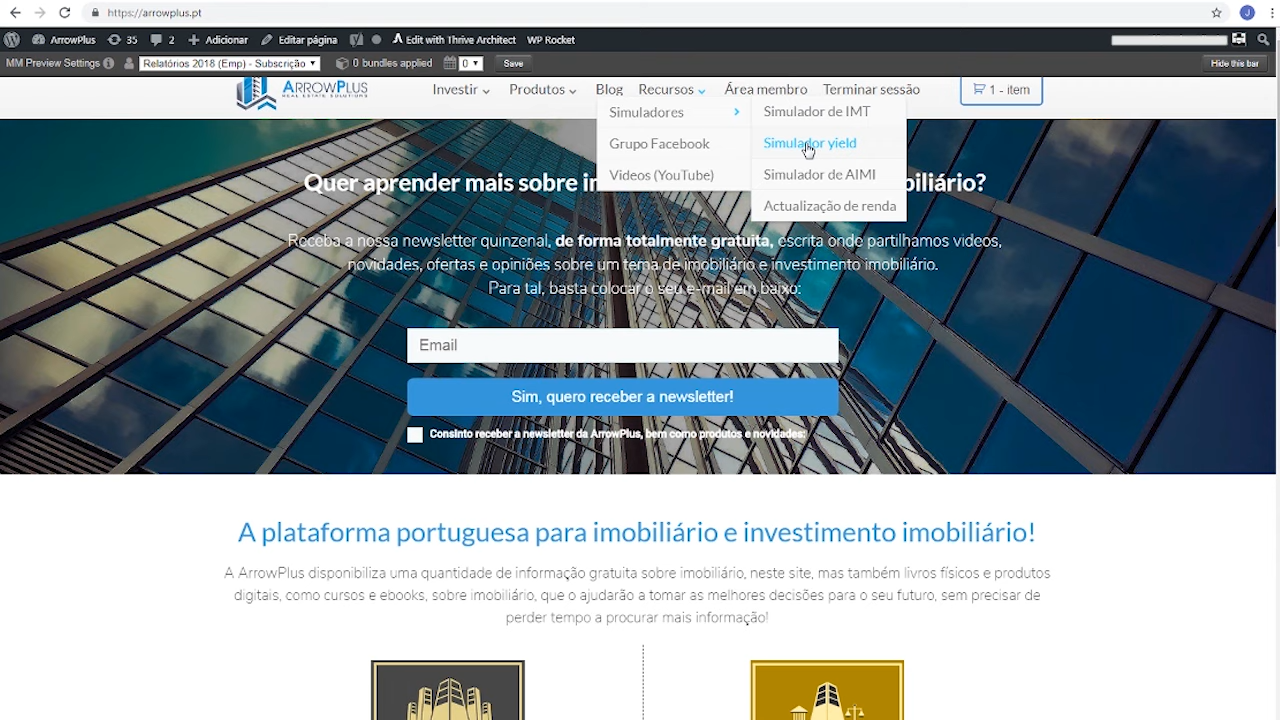 https://arrowplus.pt
J
ArrowPlus 35 2 Adicionar Editar página Edit with Thrive Architect WP Rocket
MM Preview Settings Relatórios 2018 (Emp) - Subscrição 0 bundles applied 0 Save Hide this bar
ARROWPLUS
REAL ESTATE SOLUTIONS
Investir Produtos Blog Recursos Área membro Terminar sessão 1 - item
Simuladores
Grupo Facebook
Videos (YouTube)
Simulador de IMT
Simulador yield
Simulador de AIMI
Actualização de renda
Quer aprender mais sobre in biliário?
Receba a nossa newsletter quinzenal, de forma totalmente gratuita, escrita onde partilhamos videos,
novidades, ofertas e opiniões sobre um tema de imobiliário e investimento imobiliário.
Para tal, basta colocar o seu e-mail em baixo:
Email
Sim, quero receber a newsletter!
Consinto receber a newsletter da ArrowPlus, bem como produtos e novidades:
A plataforma portuguesa para imobiliário e investimento imobiliário!
A ArrowPlus disponibiliza uma quantidade de informação gratuita sobre imobiliário, neste site, mas também livros físicos e produtos
digitais, como cursos e ebooks, sobre imobiliário, que o ajudarão a tomar as melhores decisões para o seu futuro, sem precisar de
perder tempo a procurar mais informação!